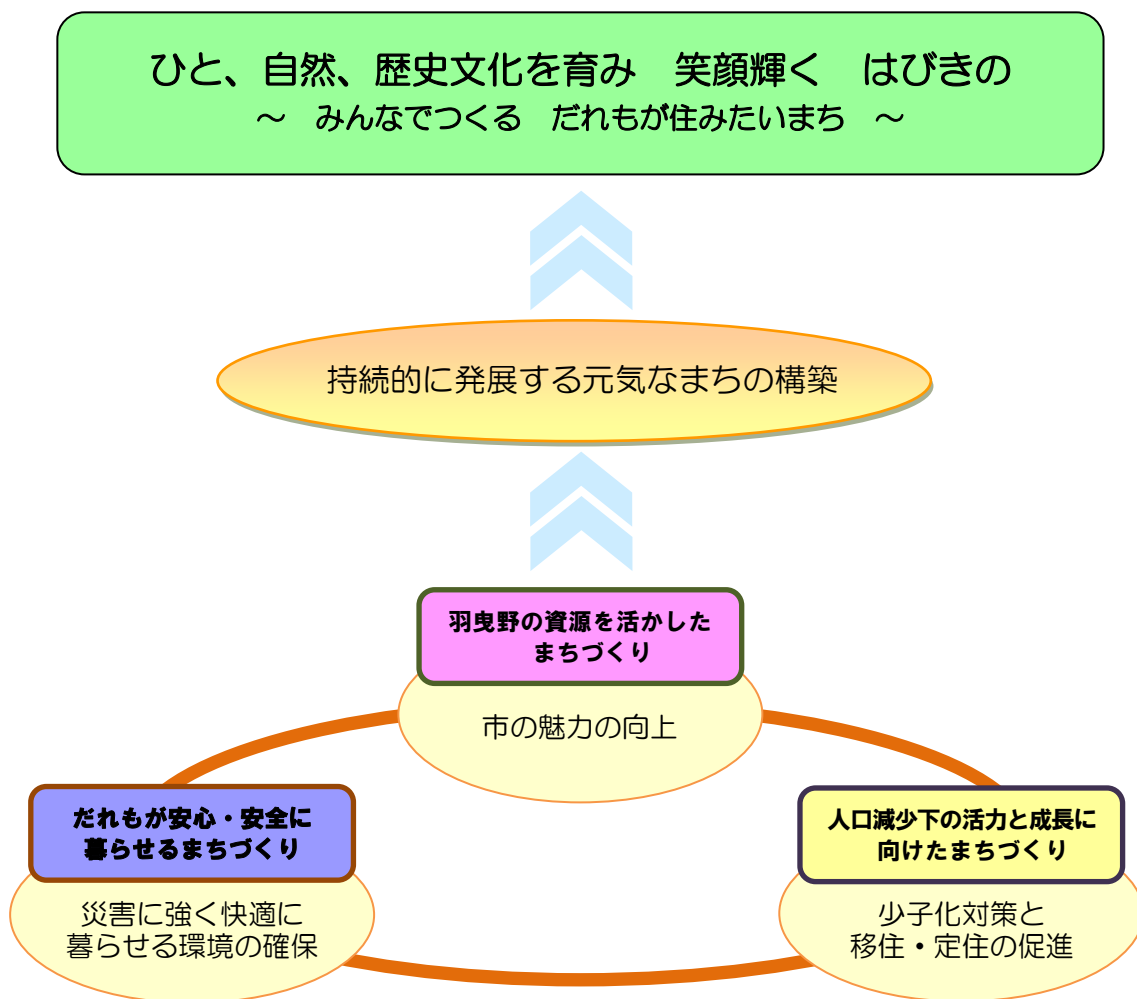 ひと、自然、歴史文化を育み　笑顔輝く　はびきの
～　みんなでつくる　だれもが住みたいまち　～
持続的に発展する元気なまちの構築
羽曳野の資源を活かした
まちづくり
市の魅力の向上
だれもが安心・安全に
暮らせるまちづくり
災害に強く快適に
暮らせる環境の確保
人口減少下の活力と成長に
向けたまちづくり
少子化対策と
移住・定住の促進